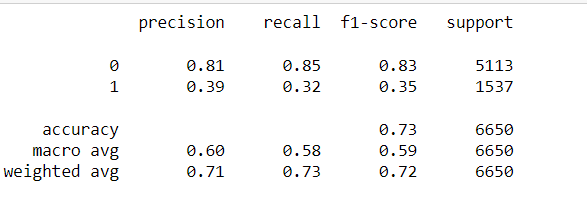 precision recall f1-score support
0 0.81 0.85 0.83 5113
1 0.39 0.32 0.35 1537
accuracy 0.73 6650
macro avg 0.60 0.58 0.59 6650
weighted avg 0.71 0.73 0.72 6650